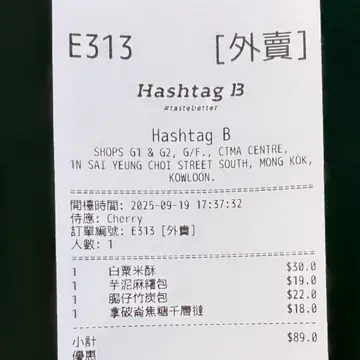 E313 [外賣]
Hashtag B
#tastebetter
Hashtag B
SHOPS G1 & G2, G/F., CTMA CENTRE,
1N SAI YEUNG CHOI STREET SOUTH, MONG KOK,
KOWLOON.
開檯時間: 2025-09-19 17:37:32
侍應: Cherry
訂單編號: E313 [外賣]
人數: 1
1 白粟米酥 $30.0
1 芋泥麻糬包 $19.0
1 腸仔竹炭包 $22.0
1 拿破崙焦糖千層撻 $18.0
小計 $89.0
優惠